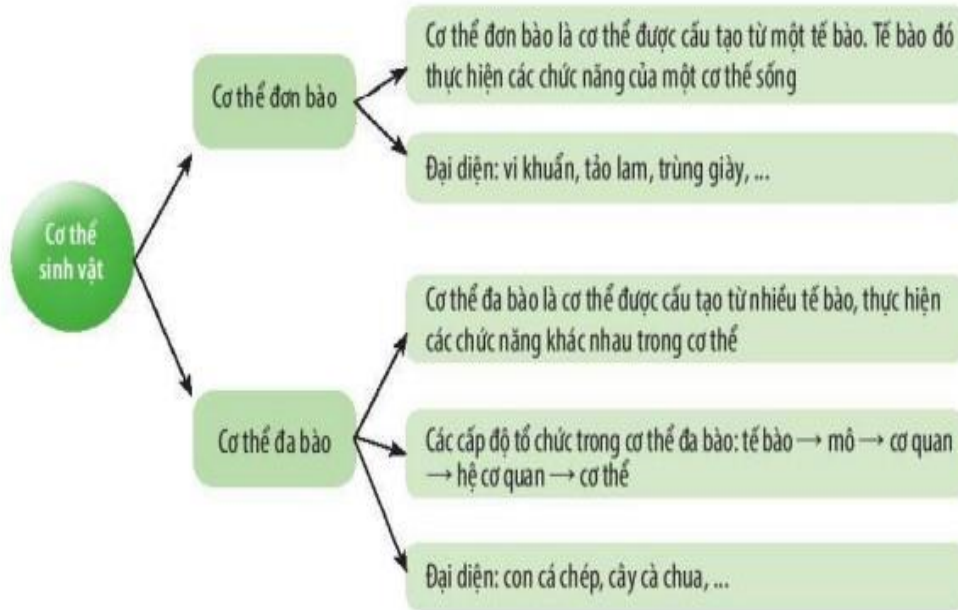 Cơ thể
sinh vật
Cơ thể đơn bào
Cơ thể đơn bào là cơ thể được cấu tạo từ một tế bào. Tế bào đó
thực hiện các chức năng của một cơ thể sống
Đại diện: vi khuẩn, tảo lam, trùng giày, ...
Cơ thể đa bào
Cơ thể đa bào là cơ thể được cấu tạo từ nhiều tế bào, thực hiện
các chức năng khác nhau trong cơ thể
Các cấp độ tổ chức trong cơ thể đa bào: tế bào → mô → cơ quan
→ hệ cơ quan → cơ thể
Đại diện: con cá chép, cây cà chua, ...